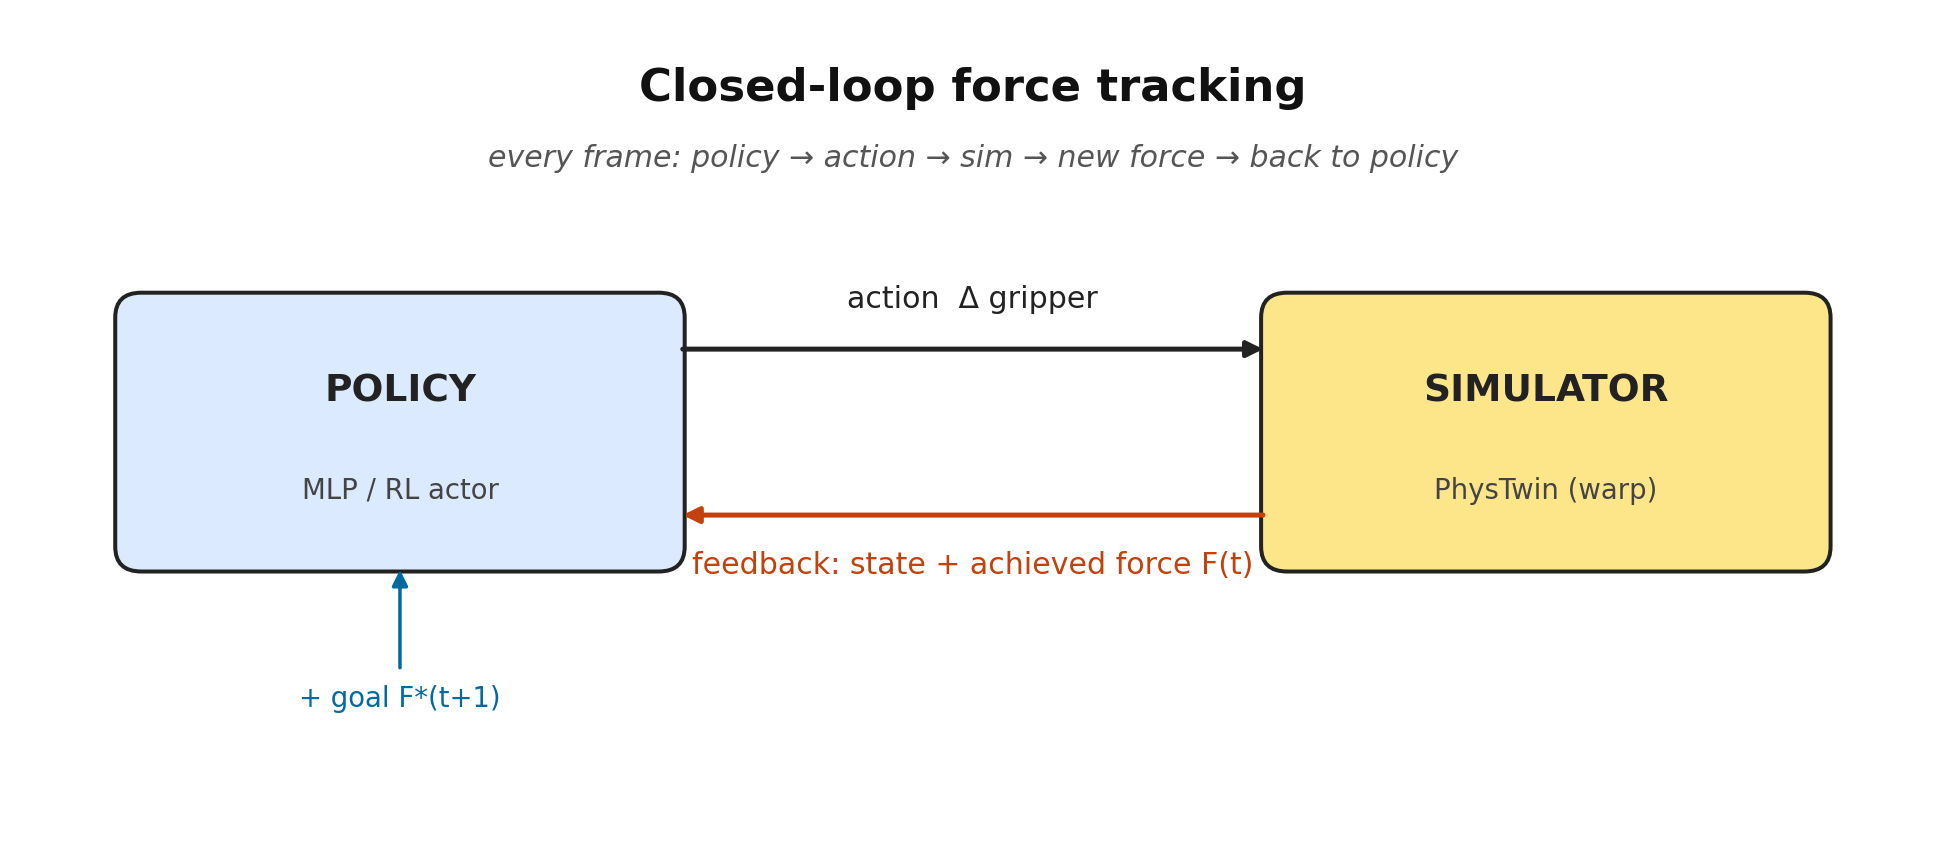 Closed-loop force tracking
every frame: policy → action → sim → new force → back to policy
action Δ gripper
POLICY
SIMULATOR
MLP / RL actor
PhysTwin (warp)
feedback: state + achieved force F(t)
+ goal F*(t+1)